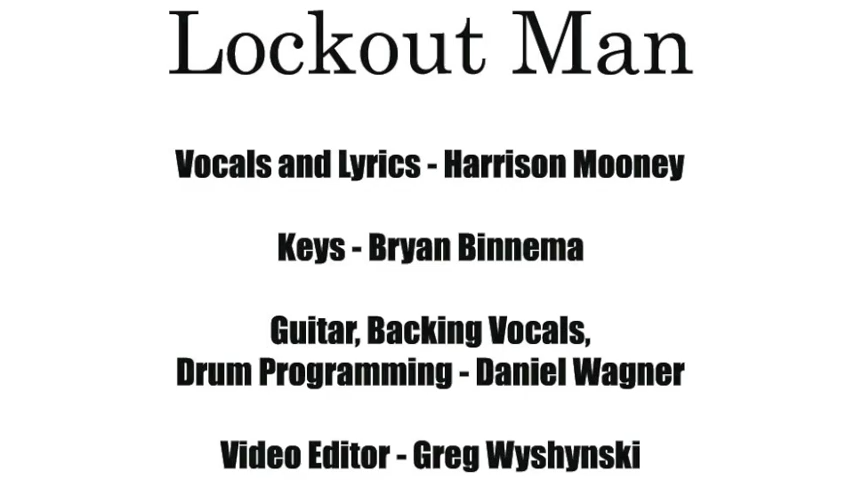 Lockout Man
Vocals and Lyrics - Harrison Mooney
Keys - Bryan Binnema
Guitar, Backing Vocals,
Drum Programming - Daniel Wagner
Video Editor - Greg Wyshynski